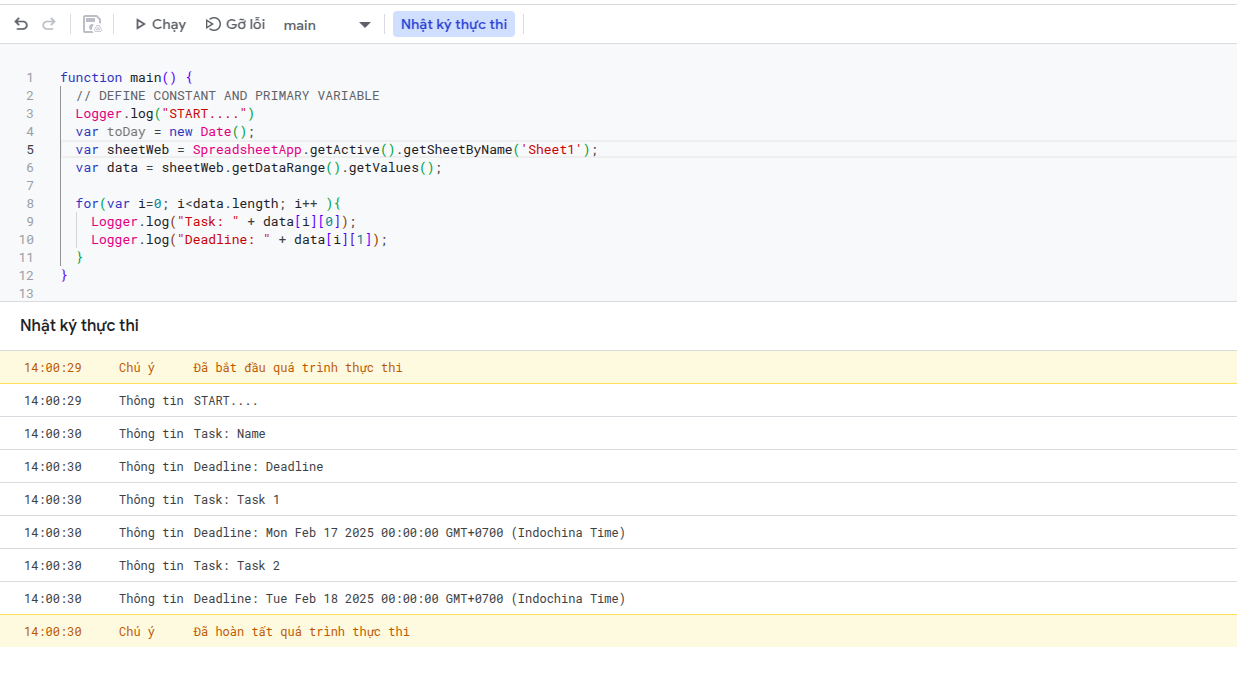 Chạy Gỡ lỗi main Nhật ký thực thi
1 function main() {
2 // DEFINE CONSTANT AND PRIMARY VARIABLE
3 Logger.log("START....")
4 var toDay = new Date();
5 var sheetWeb = SpreadsheetApp.getActive().getSheetByName('Sheet1');
6 var data = sheetWeb.getDataRange().getValues();
7
8 for(var i=0; i<data.length; i++ ){
9 Logger.log("Task: " + data[i][0]);
10 Logger.log("Deadline: " + data[i][1]);
11 }
12 }
13
Nhật ký thực thi
14:00:29 Chú ý Đã bắt đầu quá trình thực thi
14:00:29 Thông tin START....
14:00:30 Thông tin Task: Name
14:00:30 Thông tin Deadline: Deadline
14:00:30 Thông tin Task: Task 1
14:00:30 Thông tin Deadline: Mon Feb 17 2025 00:00:00 GMT+0700 (Indochina Time)
14:00:30 Thông tin Task: Task 2
14:00:30 Thông tin Deadline: Tue Feb 18 2025 00:00:00 GMT+0700 (Indochina Time)
14:00:30 Chú ý Đã hoàn tất quá trình thực thi